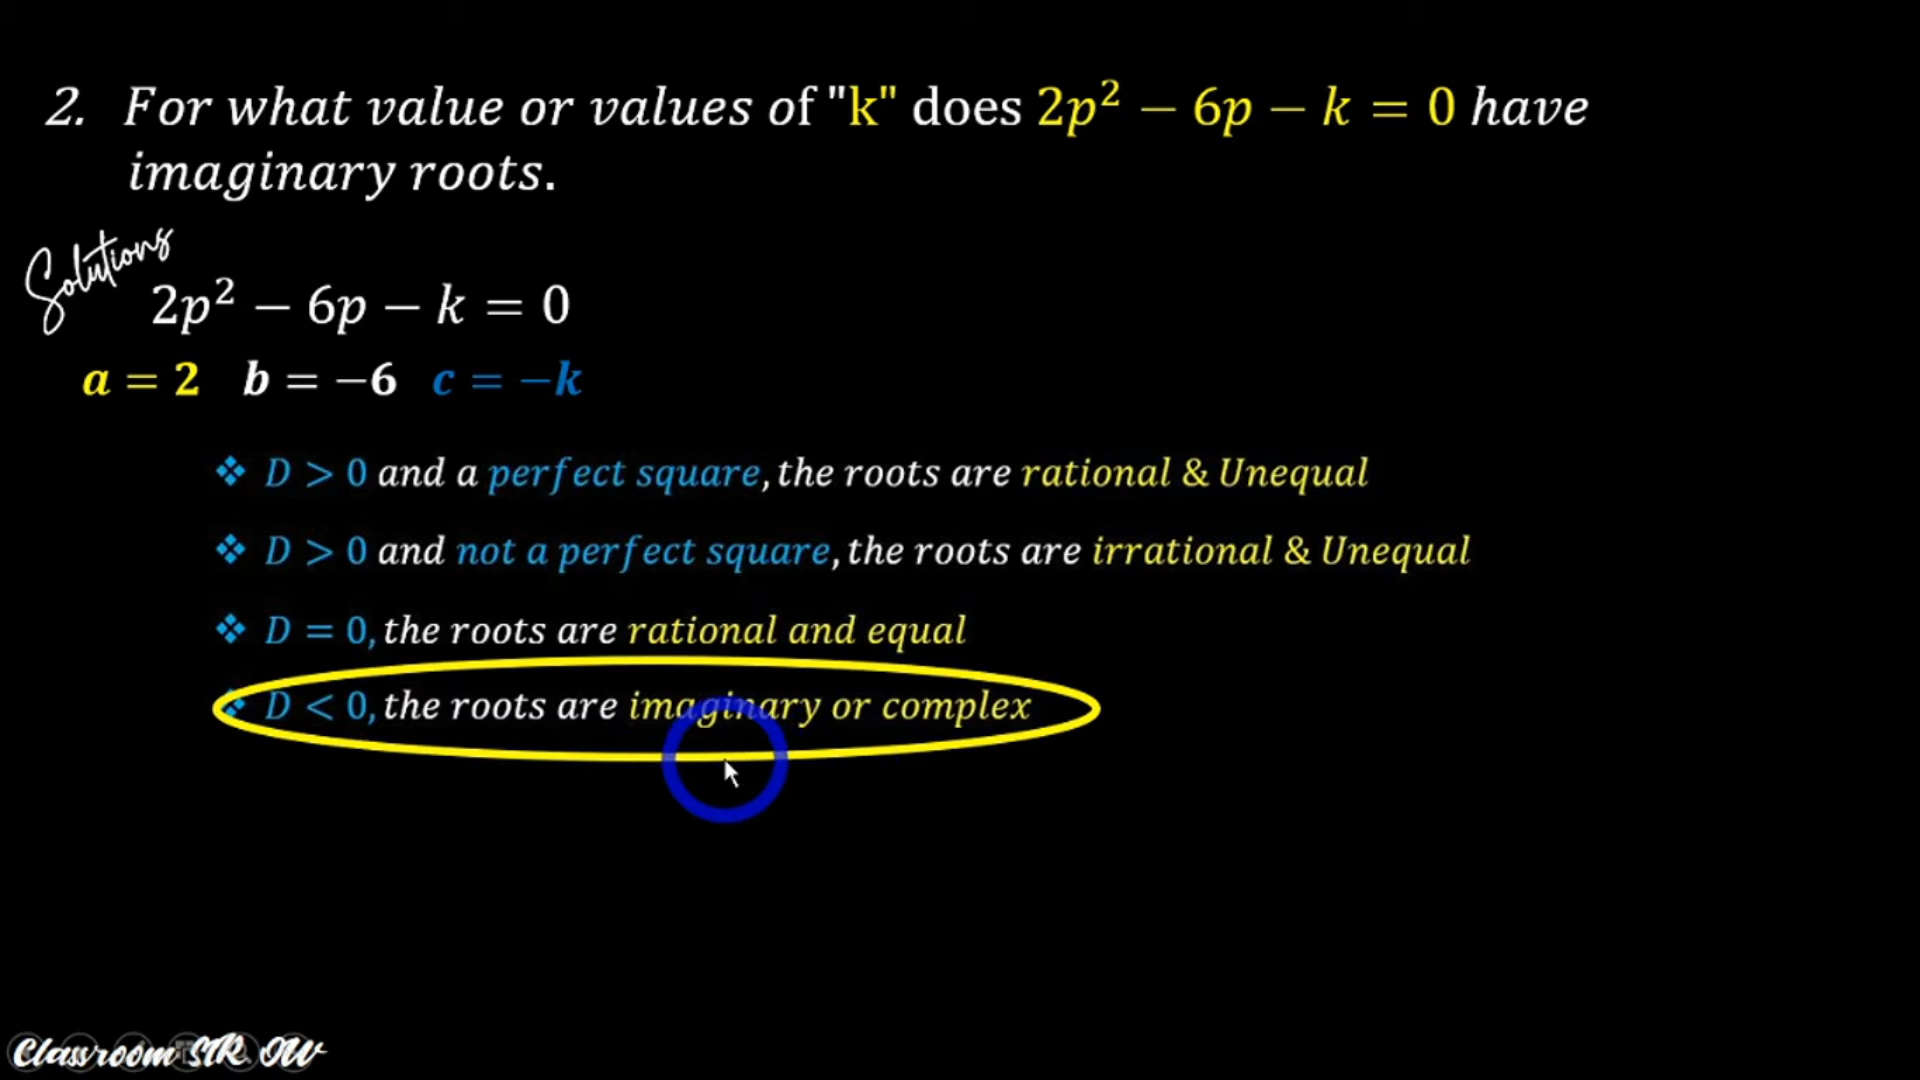 2. For what value or values of "k" does 2p² − 6p − k = 0 have
imaginary roots.
Solutions
2p² − 6p − k = 0
a = 2 b = −6 c = −k
❖ D > 0 and a perfect square, the roots are rational & Unequal
❖ D > 0 and not a perfect square, the roots are irrational & Unequal
❖ D = 0, the roots are rational and equal
❖ D < 0, the roots are imaginary or complex
Classroom SIR OW